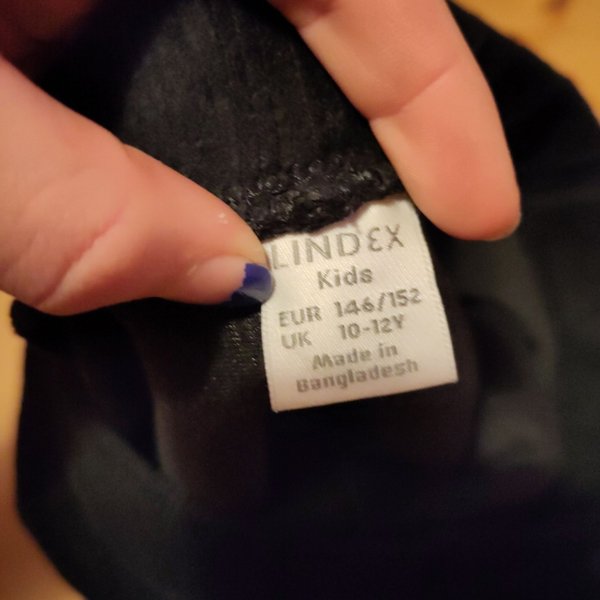 LINDEX
Kids
EUR 146/152
UK 10-12Y
Made in
Bangladesh